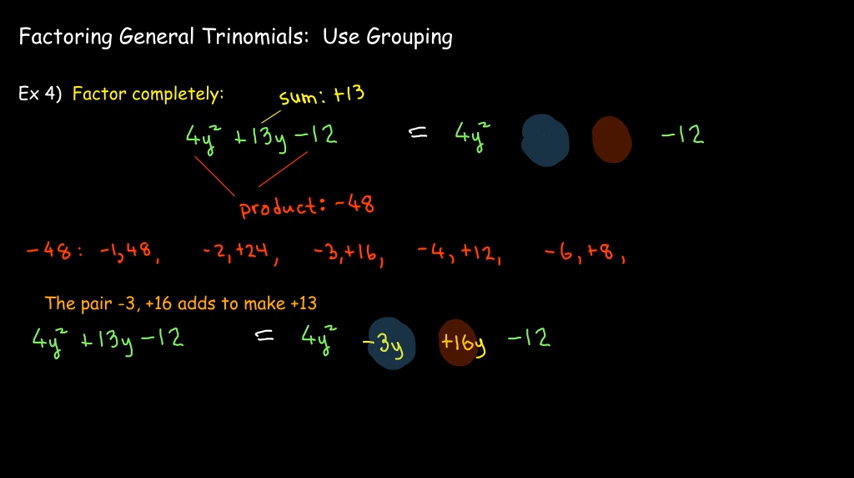 Factoring General Trinomials: Use Grouping
Ex 4) Factor completely: sum: +13
4y² +13y -12 = 4y² -12
product: -48
-48: -1,48, -2,+24, -3,+16, -4,+12, -6,+8,
The pair -3, +16 adds to make +13
4y² +13y -12 = 4y² -3y +16y -12